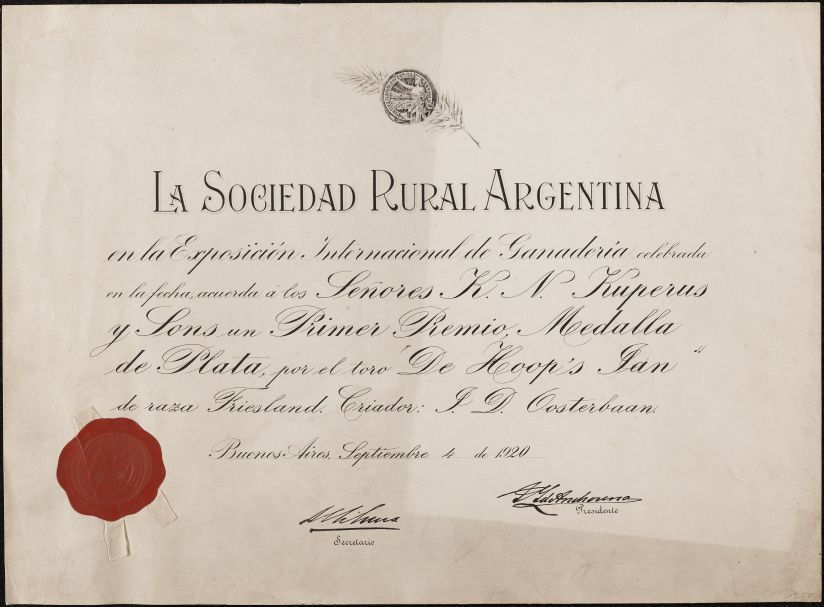 LA SOCIEDAD RURAL ARGENTINA
en la Exposición Internacional de Ganadería celebrada
en la fecha, acuerda á los Señores K. N. Kuperus
y Sons un Primer Premio, Medalla
de Plata, por el toro "De Hoop's Jan"
de raza Friesland. Criador: J. D. Oosterbaan.
Buenos Aires, Septiembre 4 de 1920
Presidente
Secretario